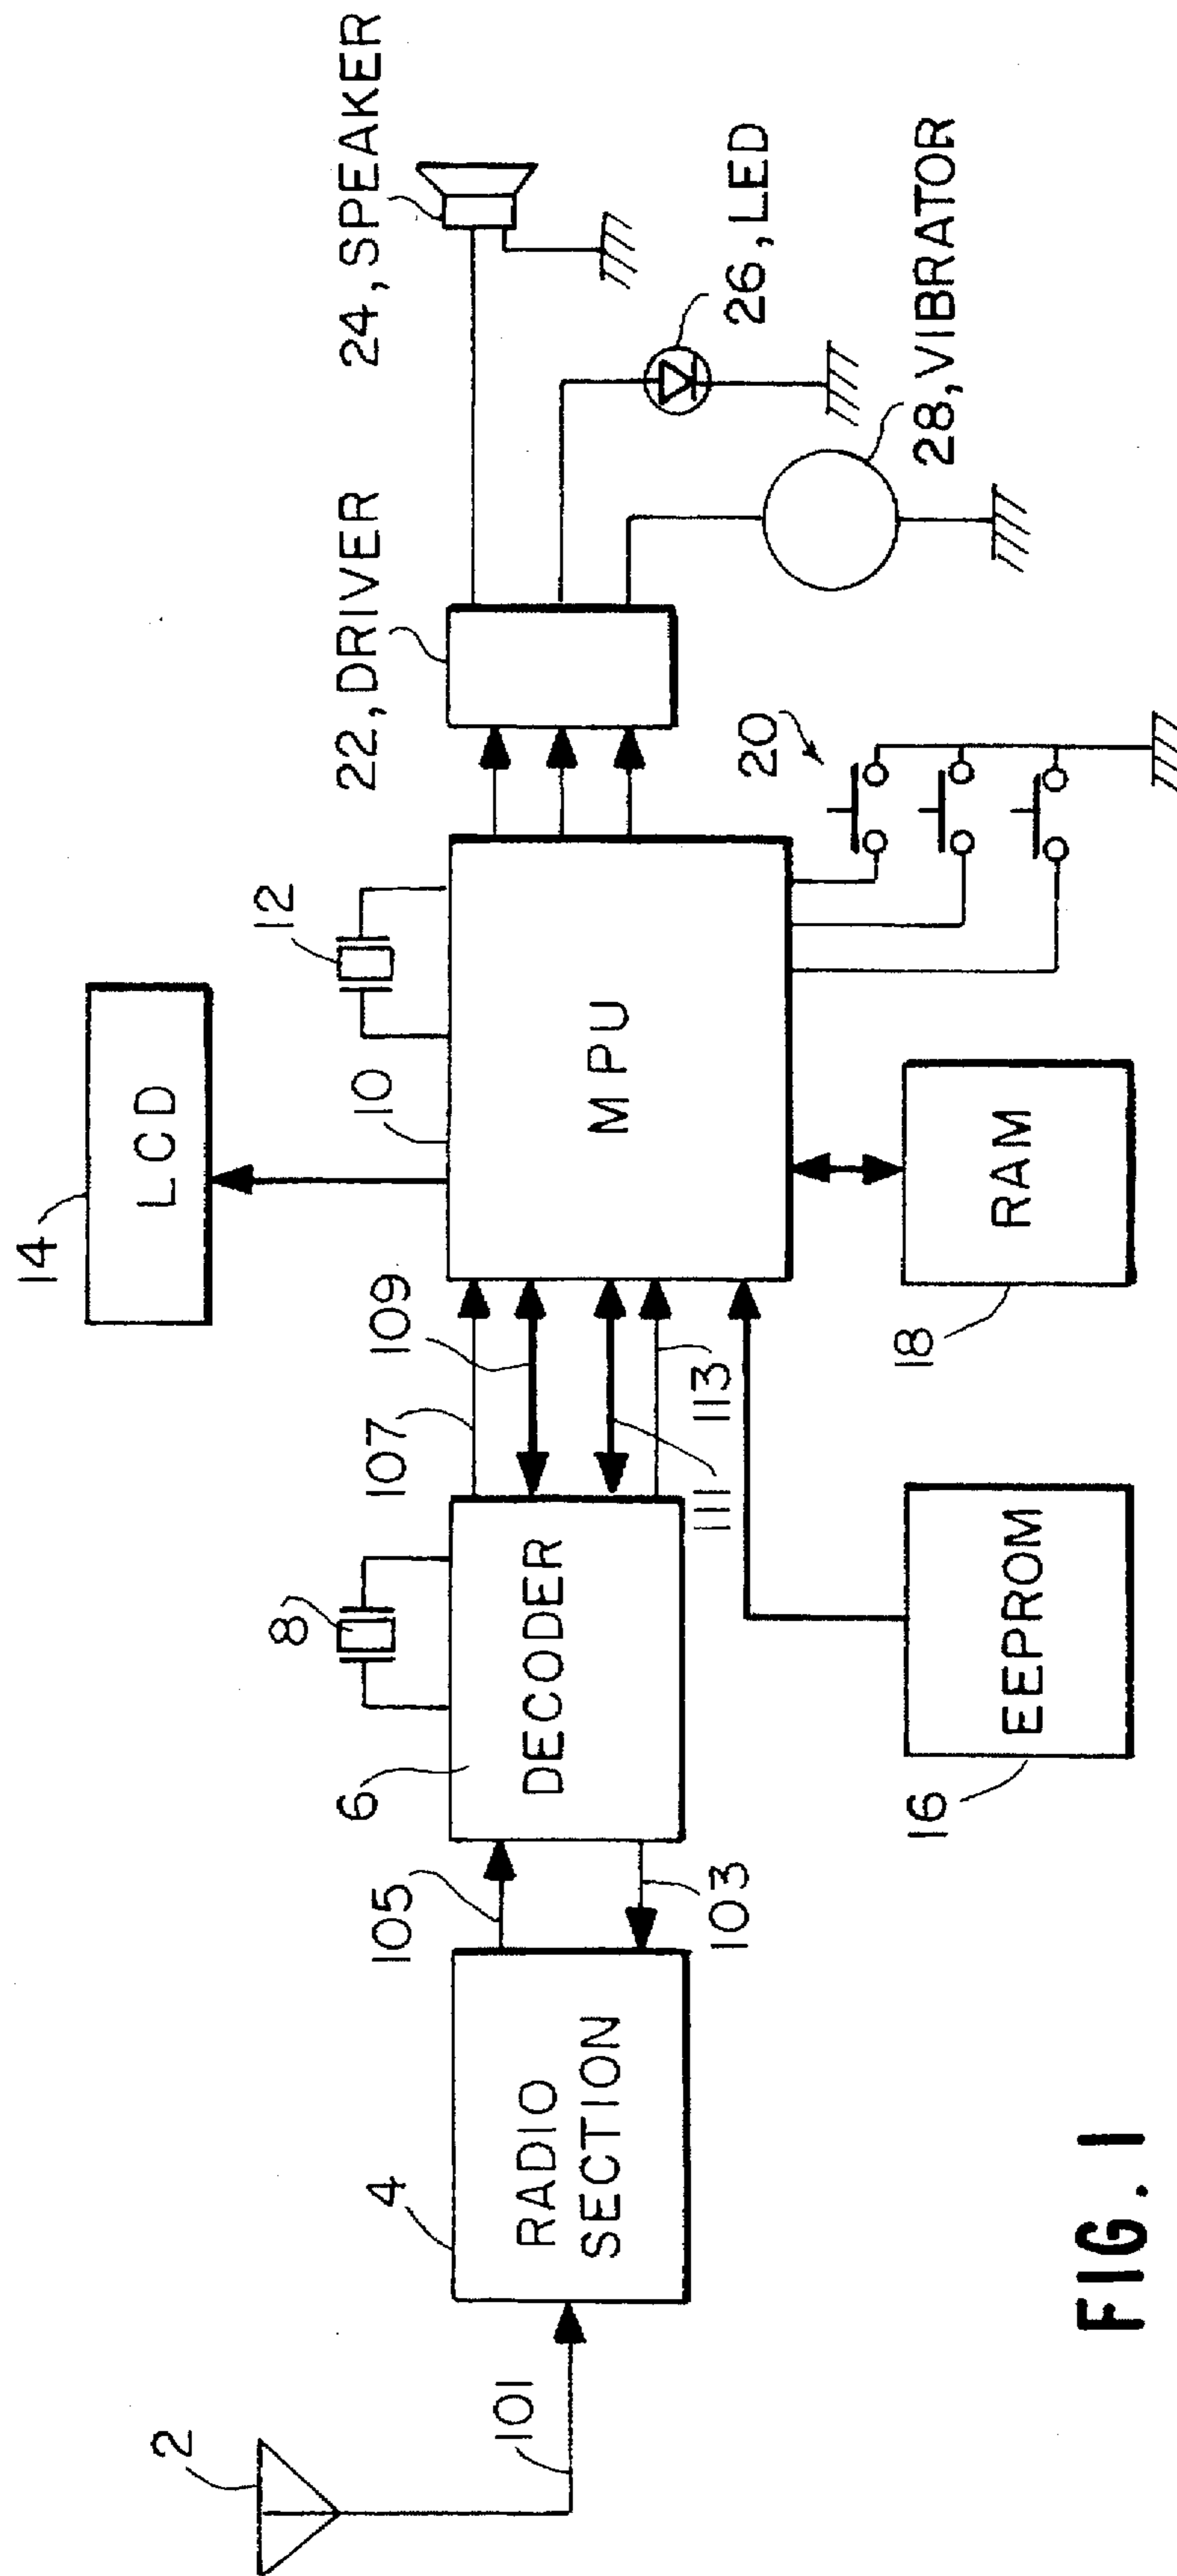 14
LCD
12
22, DRIVER
24, SPEAKER
8
10
107
109
2
4
105
6
RADIO
SECTION
DECODER
MPU
26, LED
101
103
111
113
20
28, VIBRATOR
16
EEPROM
18
RAM
FIG. 1